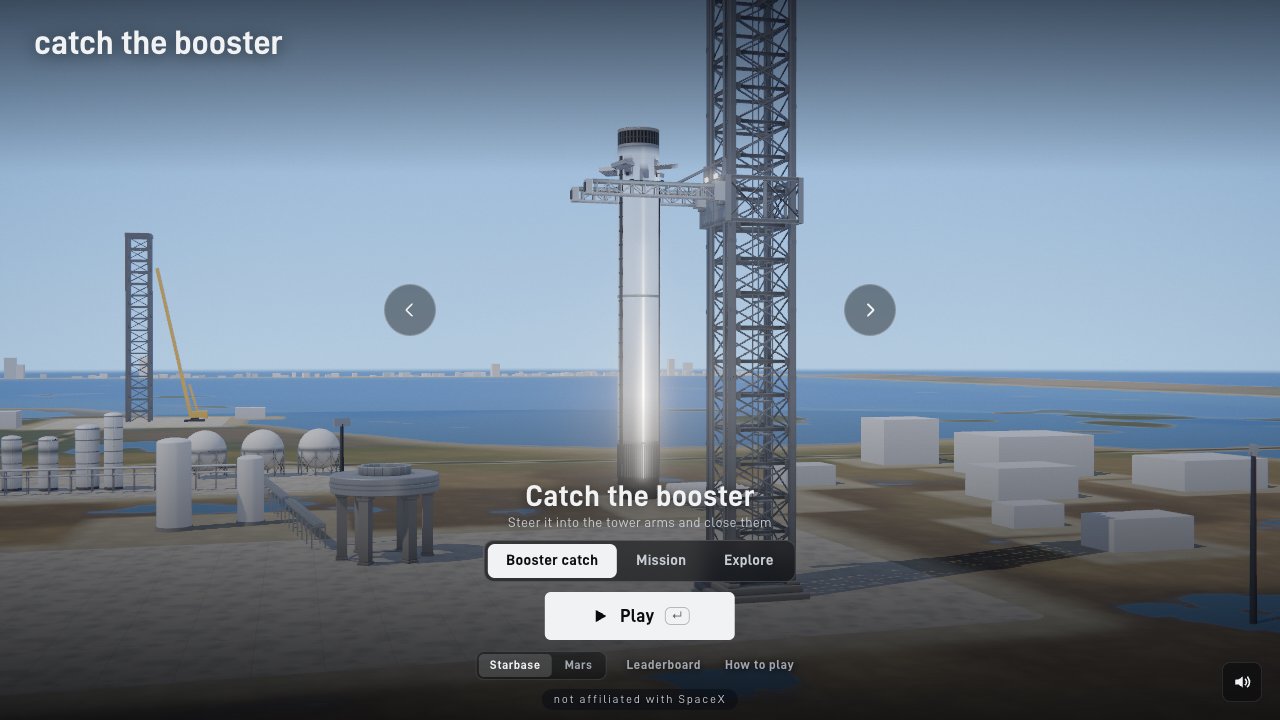 catch the booster
Catch the booster
Steer it into the tower arms and close them
Booster catch
Mission
Explore
Play
Starbase
Mars
Leaderboard
How to play
not affiliated with SpaceX